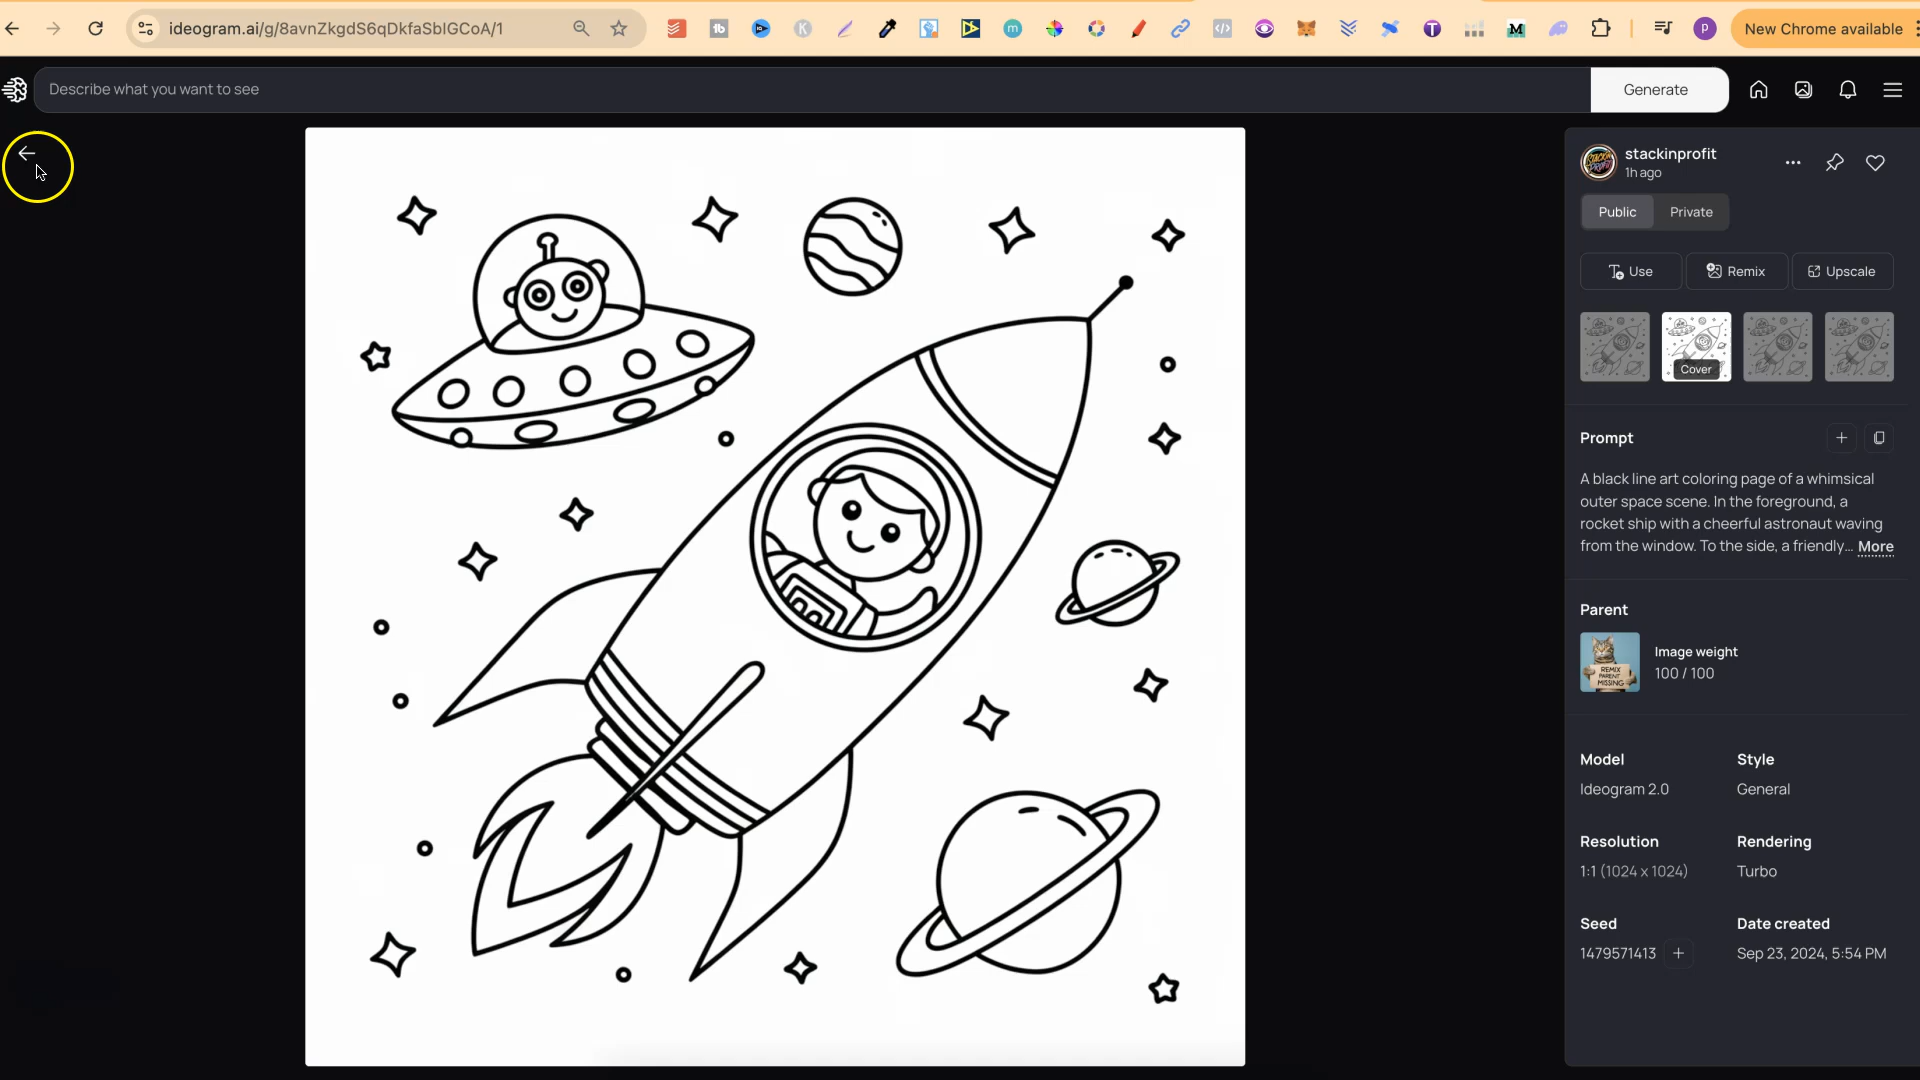 ideogram.ai/g/8avnZkgdS6qDkfaSbIGCoA/1
New Chrome available
Describe what you want to see
Generate
stackinprofit
1h ago
Public
Private
Use
Remix
Upscale
Cover
Prompt
A black line art coloring page of a whimsical
outer space scene. In the foreground, a
rocket ship with a cheerful astronaut waving
from the window. To the side, a friendly... More
Parent
REMIX
PARENT
MISSING
Image weight
100 / 100
Model
Style
Ideogram 2.0
General
Resolution
Rendering
1:1 (1024 x 1024)
Turbo
Seed
Date created
1479571413
Sep 23, 2024, 5:54 PM